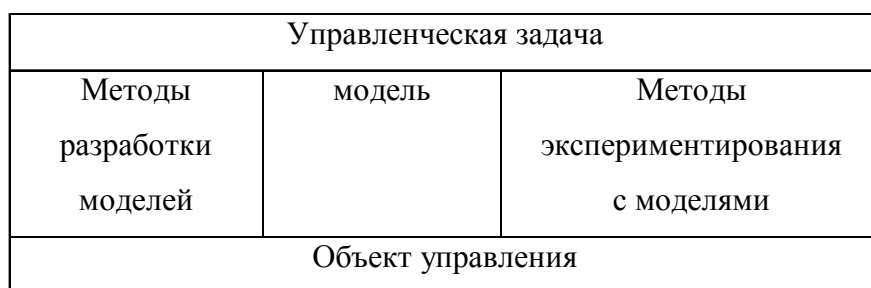 Управленческая задача
Методы
разработки
моделей
модель
Методы
экспериментирования
с моделями
Объект управления